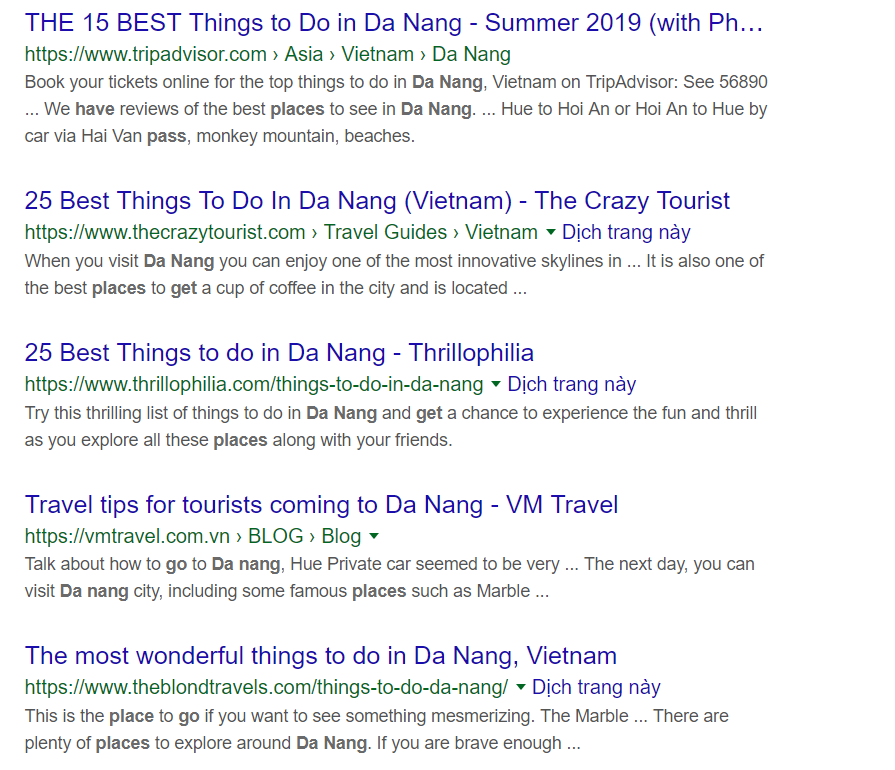 THE 15 BEST Things to Do in Da Nang - Summer 2019 (with Ph…
https://www.tripadvisor.com › Asia › Vietnam › Da Nang
Book your tickets online for the top things to do in Da Nang, Vietnam on TripAdvisor: See 56890
... We have reviews of the best places to see in Da Nang. ... Hue to Hoi An or Hoi An to Hue by
car via Hai Van pass, monkey mountain, beaches.
25 Best Things To Do In Da Nang (Vietnam) - The Crazy Tourist
https://www.thecrazytourist.com › Travel Guides › Vietnam ▾ Dịch trang này
When you visit Da Nang you can enjoy one of the most innovative skylines in ... It is also one of
the best places to get a cup of coffee in the city and is located ...
25 Best Things to do in Da Nang - Thrillophilia
https://www.thrillophilia.com/things-to-do-in-da-nang ▾ Dịch trang này
Try this thrilling list of things to do in Da Nang and get a chance to experience the fun and thrill
as you explore all these places along with your friends.
Travel tips for tourists coming to Da Nang - VM Travel
https://vmtravel.com.vn › BLOG › Blog ▾
Talk about how to go to Da nang, Hue Private car seemed to be very ... The next day, you can
visit Da nang city, including some famous places such as Marble ...
The most wonderful things to do in Da Nang, Vietnam
https://www.theblondtravels.com/things-to-do-da-nang/ ▾ Dịch trang này
This is the place to go if you want to see something mesmerizing. The Marble ... There are
plenty of places to explore around Da Nang. If you are brave enough ...